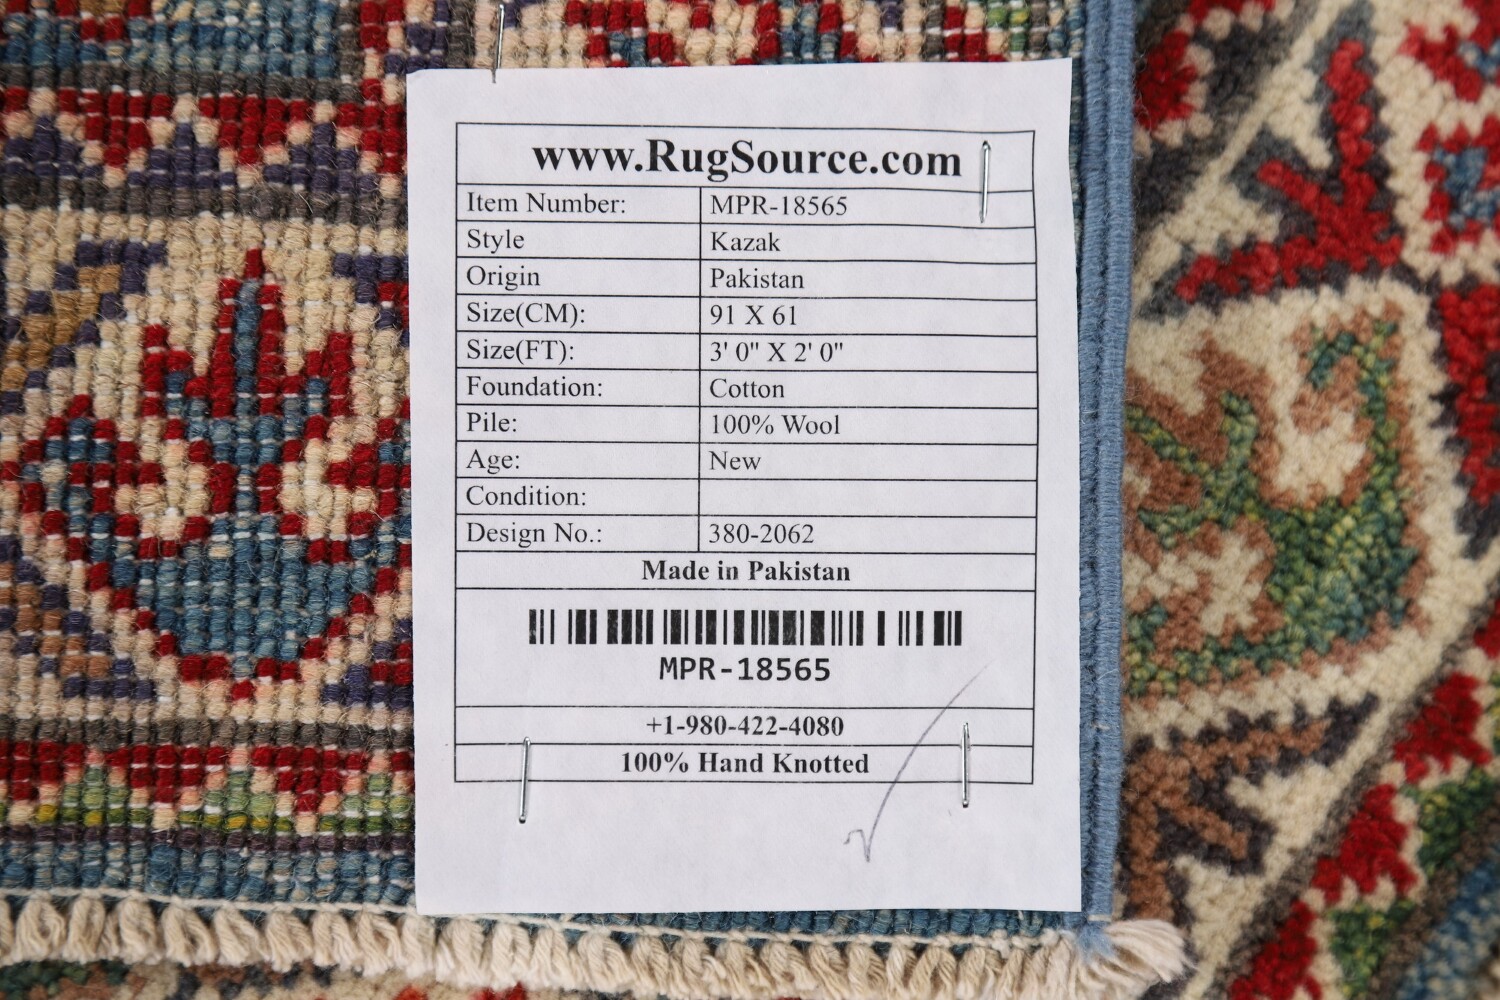 www.RugSource.com
Item Number: MPR-18565
Style Kazak
Origin Pakistan
Size(CM): 91 X 61
Size(FT): 3' 0" X 2' 0"
Foundation: Cotton
Pile: 100% Wool
Age: New
Condition:
Design No.: 380-2062
Made in Pakistan
MPR-18565
+1-980-422-4080
100% Hand Knotted